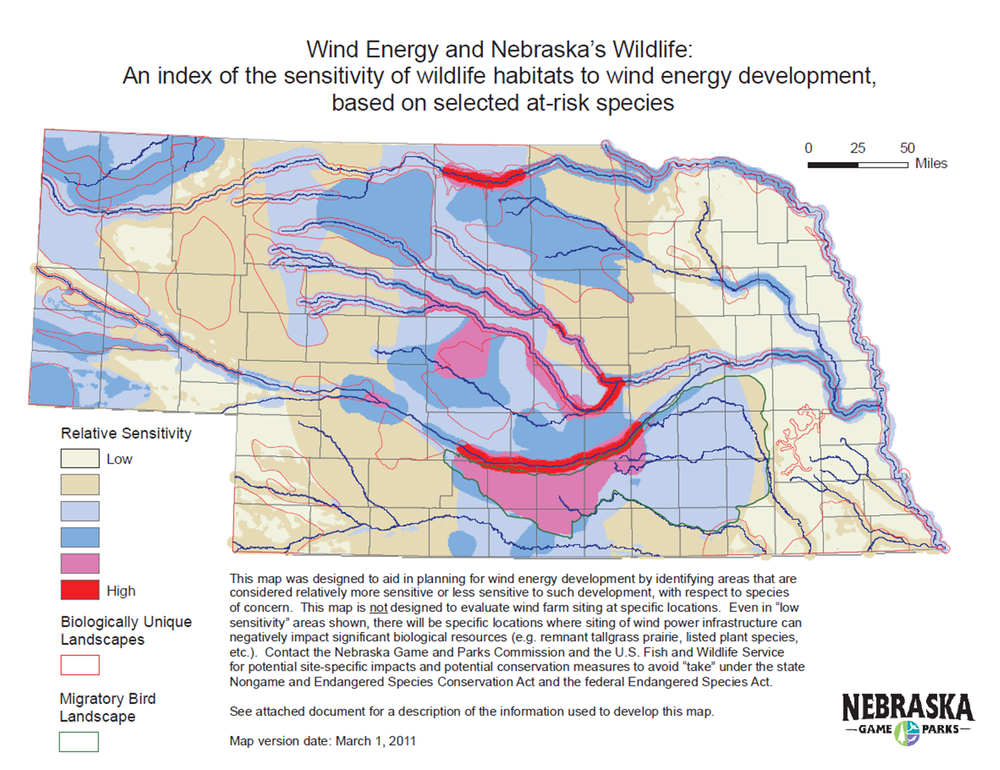 Wind Energy and Nebraska's Wildlife:
An index of the sensitivity of wildlife habitats to wind energy development,
based on selected at-risk species
0 25 50
Miles
Relative Sensitivity
Low
High
Biologically Unique
Landscapes
Migratory Bird
Landscape
This map was designed to aid in planning for wind energy development by identifying areas that are
considered relatively more sensitive or less sensitive to such development, with respect to species
of concern.  This map is not designed to evaluate wind farm siting at specific locations.  Even in “low
sensitivity” areas shown, there will be specific locations where siting of wind power infrastructure can
negatively impact significant biological resources (e.g. remnant tallgrass prairie, listed plant species,
etc.).  Contact the Nebraska Game and Parks Commission and the U.S. Fish and Wildlife Service
for potential site-specific impacts and potential conservation measures to avoid “take” under the state
Nongame and Endangered Species Conservation Act and the federal Endangered Species Act.
See attached document for a description of the information used to develop this map.
Map version date: March 1, 2011
NEBRASKA
GAME PARKS